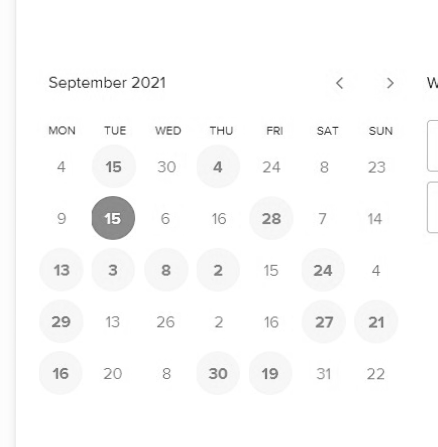 September 2021
W
MON TUE WED THU FRI SAT SUN
4 15 30 4 24 8 23
9 15 6 16 28 7 14
13 3 8 2 15 24 4
29 13 26 2 16 27 21
16 20 8 30 19 31 22